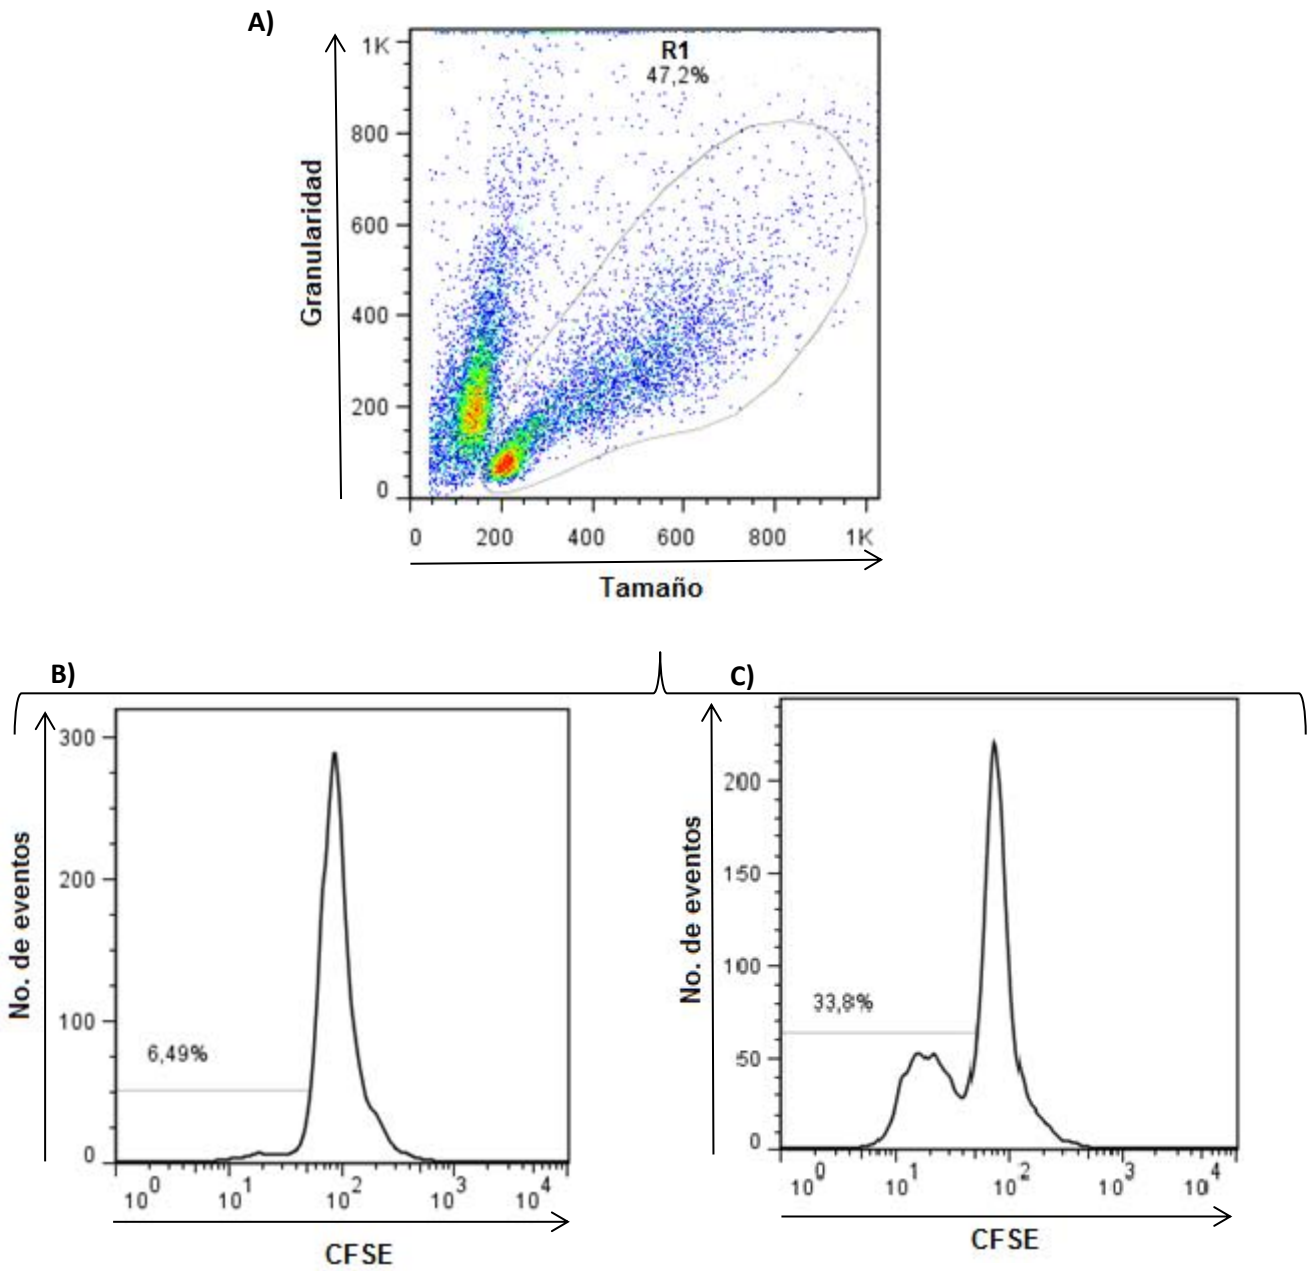 A)
R1
47,2%
1K
800
600
400
200
0
Granularidad
0 200 400 600 800 1K
Tamaño
B)
300
200
100
0
No. de eventos
6,49%
10^0 10^1 10^2 10^3 10^4
CFSE
C)
200
150
100
50
0
No. de eventos
33,8%
10^0 10^1 10^2 10^3 10^4
CFSE